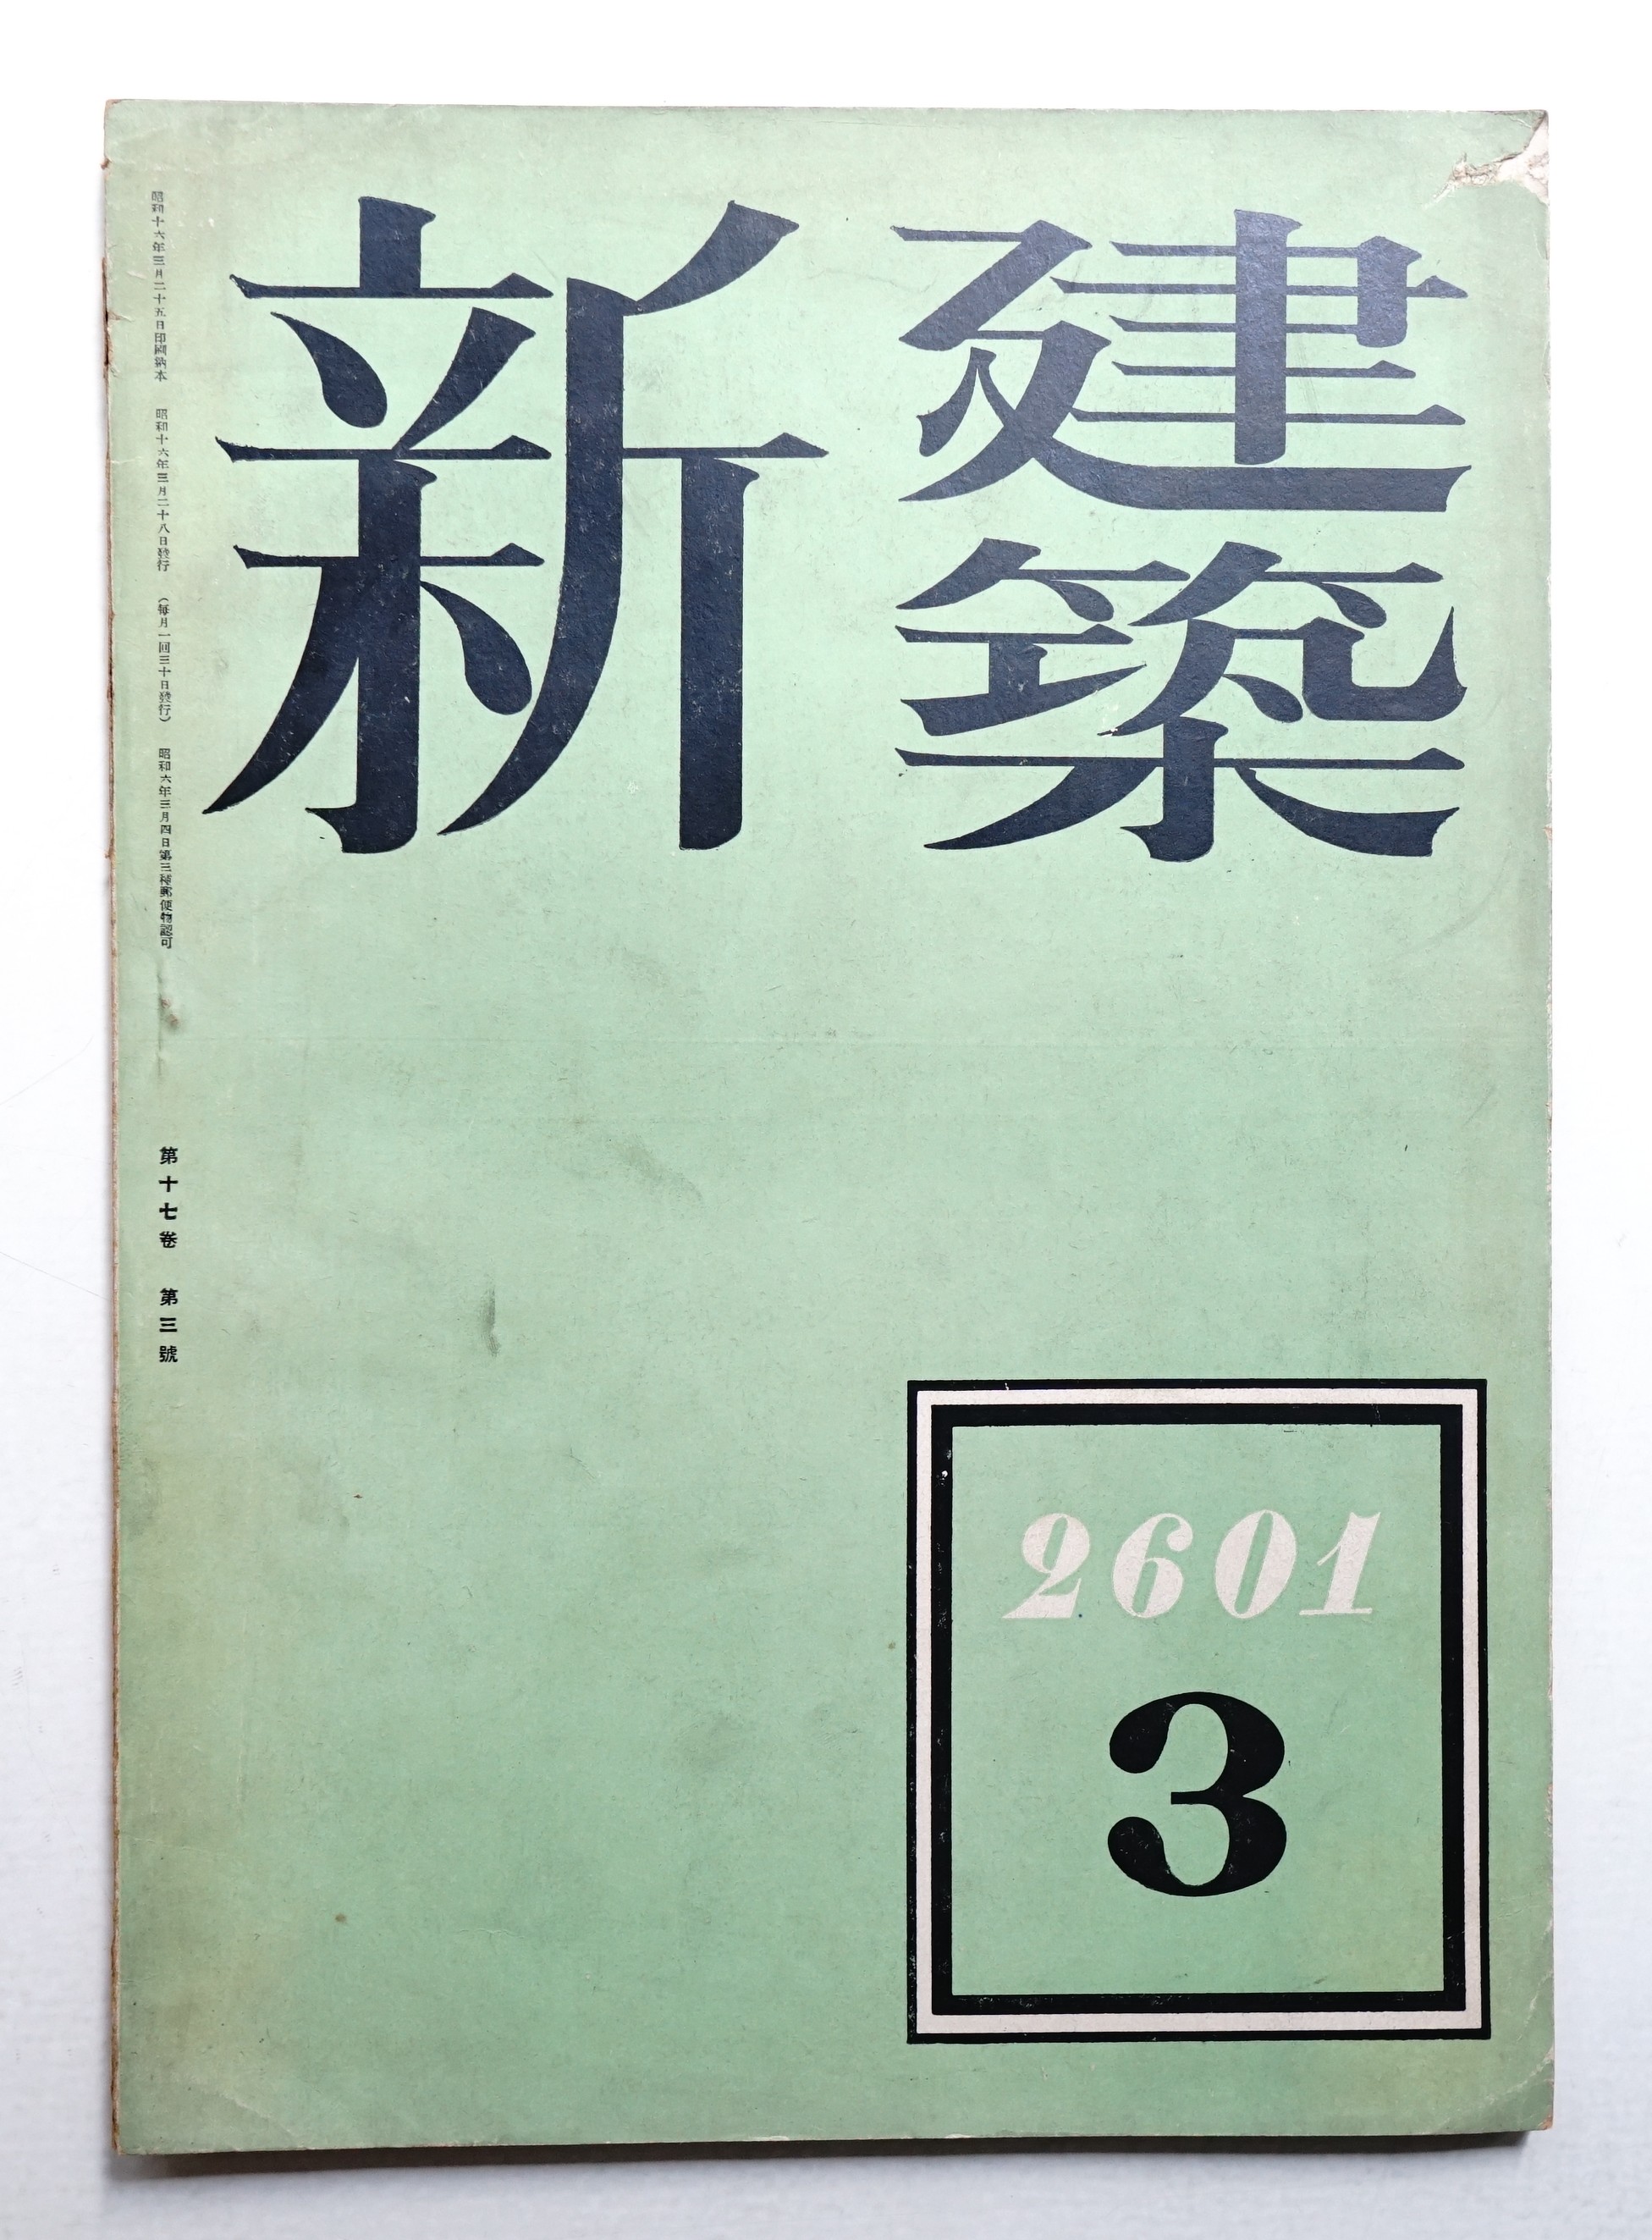 新建築
昭和十六年三月二十五日印刷納本 昭和十六年三月二十八日發行 (每月一回三十日發行) 昭和六年三月四日第三種郵便物認可
第十七卷 第三號
2601
3